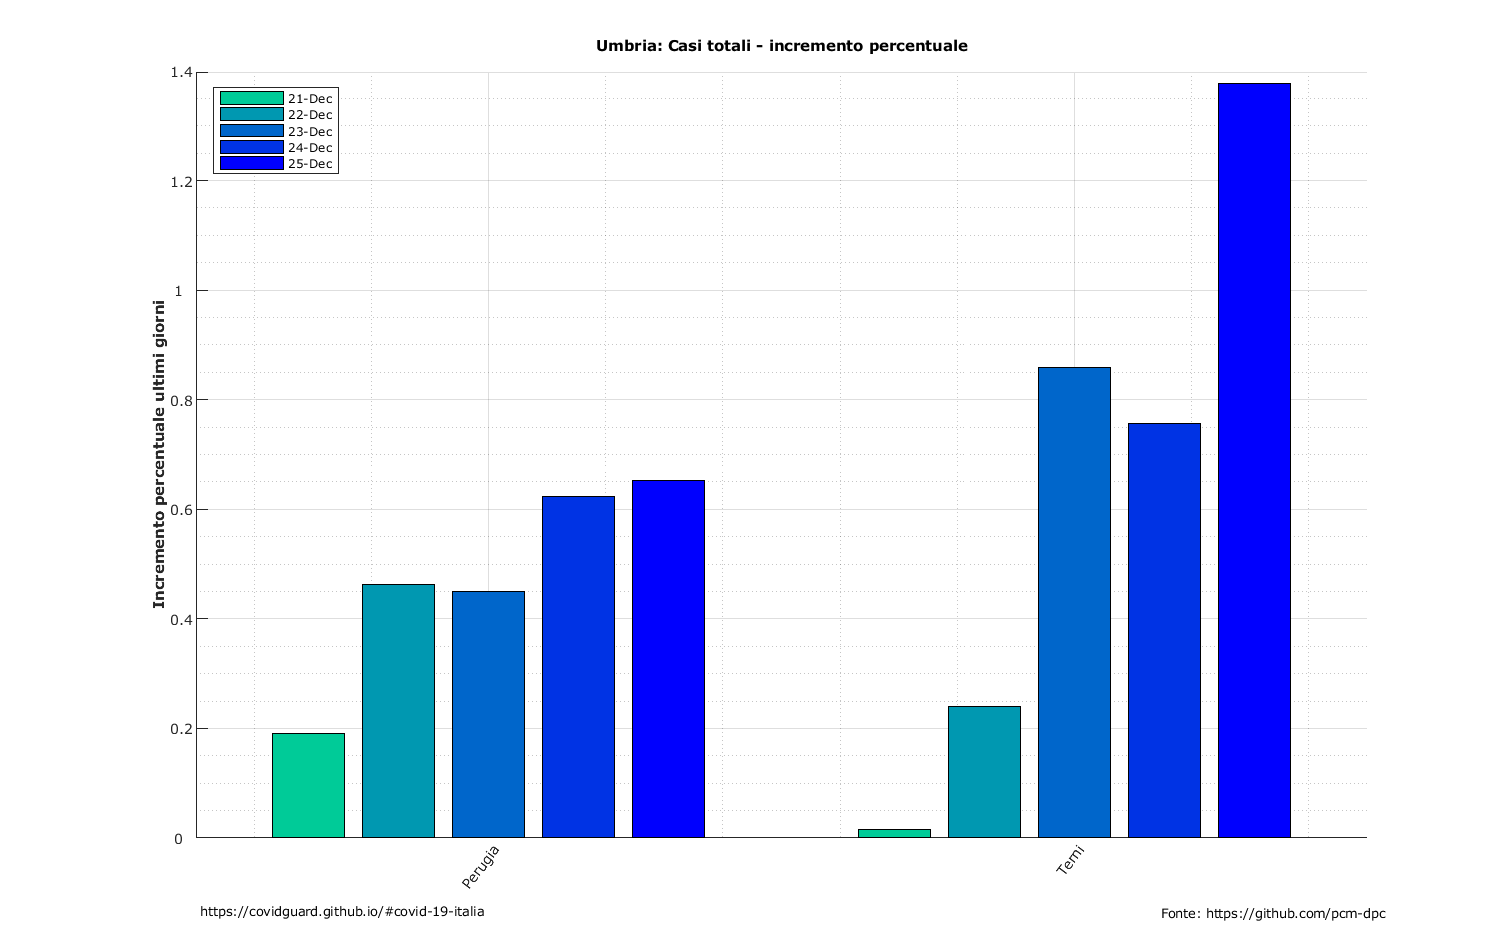 Umbria: Casi totali - incremento percentuale
Incremento percentuale ultimi giorni
1.4
1.2
1
0.8
0.6
0.4
0.2
0
21-Dec
22-Dec
23-Dec
24-Dec
25-Dec
Perugia
Terni
https://covidguard.github.io/#covid-19-italia
Fonte: https://github.com/pcm-dpc